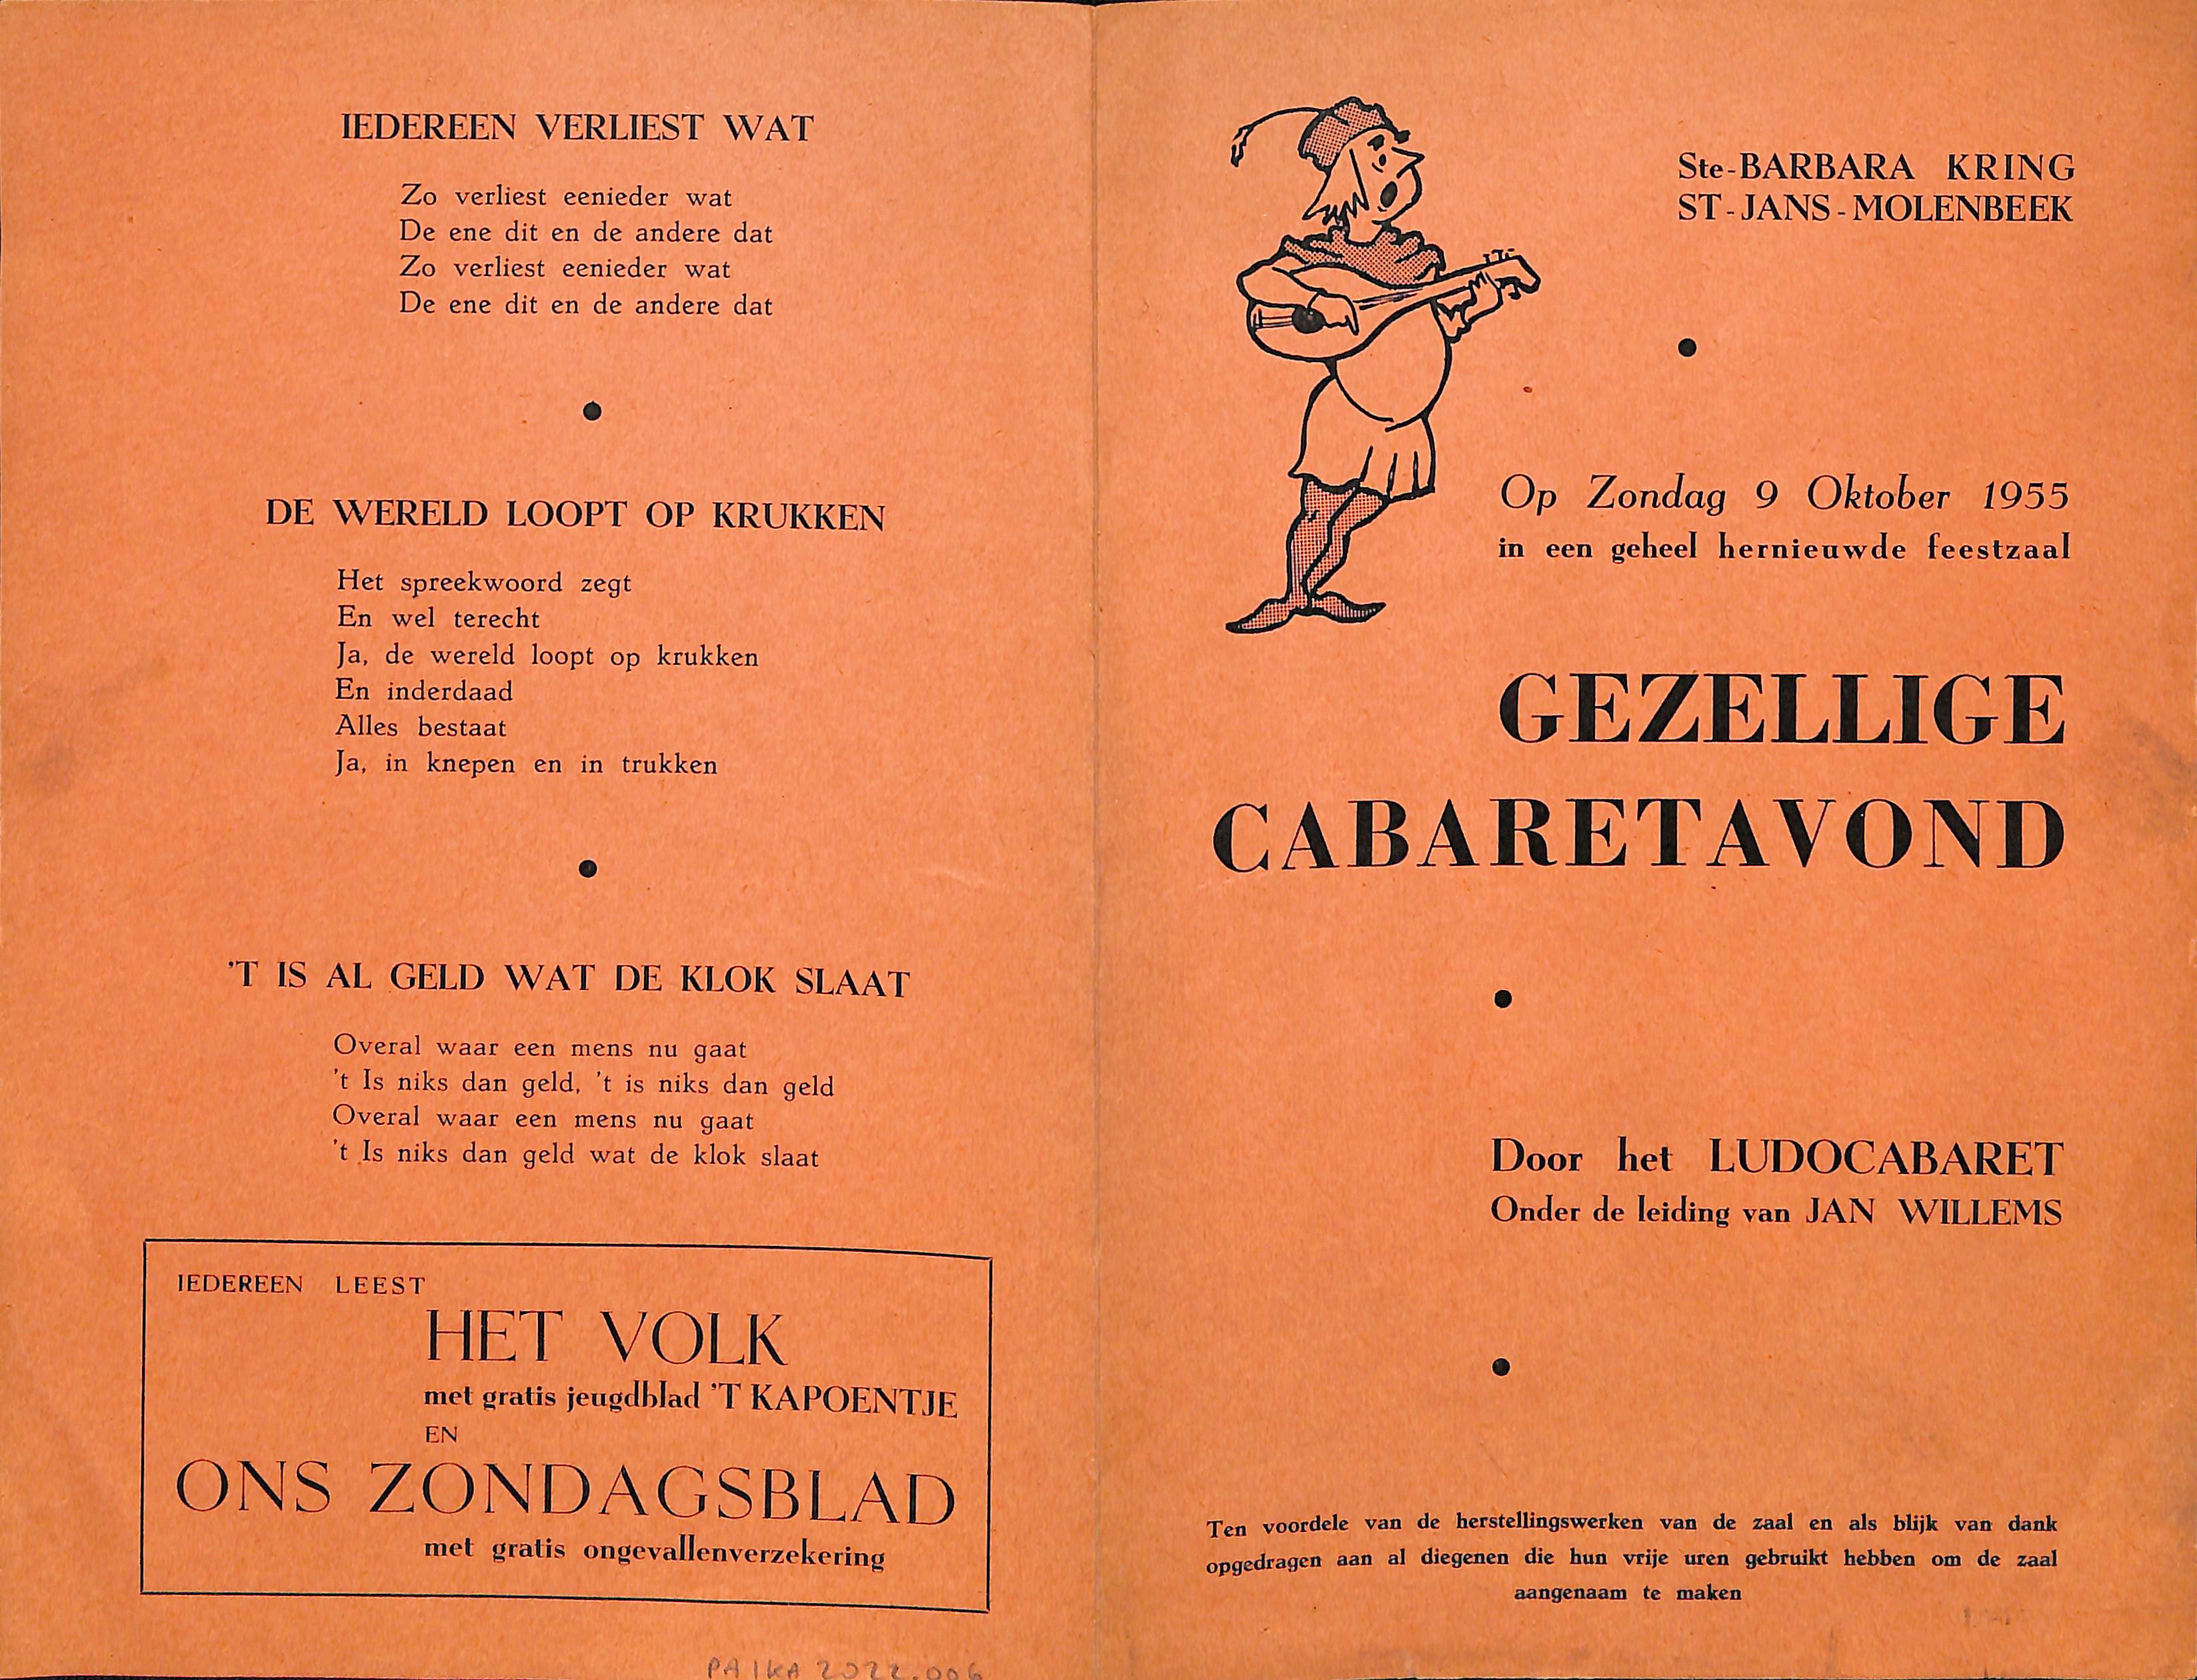 IEDEREEN VERLIEST WAT
Zo verliest eenieder wat
De ene dit en de andere dat
Zo verliest eenieder wat
De ene dit en de andere dat
DE WERELD LOOPT OP KRUKKEN
Het spreekwoord zegt
En wel terecht
Ja, de wereld loopt op krukken
En inderdaad
Alles bestaat
Ja, in knepen en in trukken
'T IS AL GELD WAT DE KLOK SLAAT
Overal waar een mens nu gaat
't Is niks dan geld, 't is niks dan geld
Overal waar een mens nu gaat
't Is niks dan geld wat de klok slaat
IEDEREEN LEEST
HET VOLK
met gratis jeugdblad 'T KAPOENTJE
EN
ONS ZONDAGSBLAD
met gratis ongevallenverzekering
PAIKA 2022.006
Ste-BARBARA KRING
ST-JANS-MOLENBEEK
Op Zondag 9 Oktober 1955
in een geheel hernieuwde feestzaal
GEZELLIGE
CABARETAVOND
Door het LUDOCABARET
Onder de leiding van JAN WILLEMS
Ten voordele van de herstellingswerken van de zaal en als blijk van dank
opgedragen aan al diegenen die hun vrije uren gebruikt hebben om de zaal
aangenaam te maken